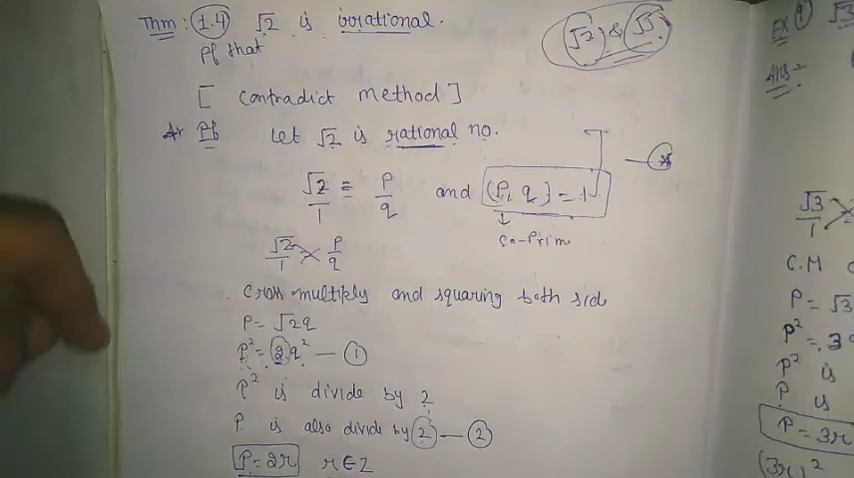 Thm: 1.4 √2 is irrational.
Pf that
√2 & √5
[ Contradict method ]
Pf Let √2 is rational no.
√2/1 = p/q and (p, q) = 1 — *
↓
Co-Prim
√2/1 × p/q
Cross multiply and squaring both side
P = √2q
P² = 2q² — 1
P² is divide by 2
P is also divide by 2 — 2
P = 2r r ∈ Z
Ex 9 √3
Ans:
√3/1
C.M
P = √3
P² = 3
P² is
P is
P = 3r
(3r)²